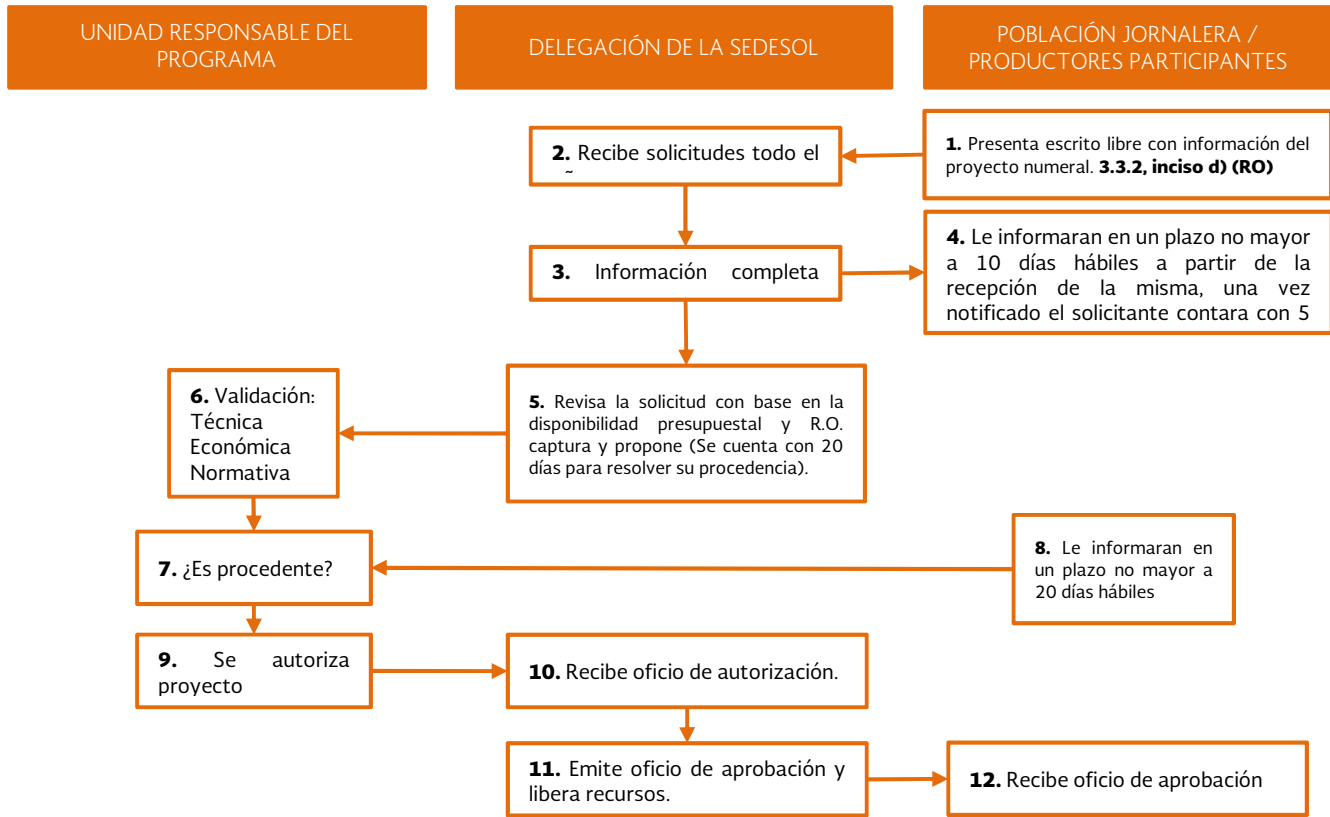 UNIDAD RESPONSABLE DEL
PROGRAMA
DELEGACIÓN DE LA SEDESOL
POBLACIÓN JORNALERA /
PRODUCTORES PARTICIPANTES
1. Presenta escrito libre con información del
proyecto numeral. 3.3.2, inciso d) (RO)
2. Recibe solicitudes todo el
3. Información completa
4. Le informaran en un plazo no mayor
a 10 días hábiles a partir de la
recepción de la misma, una vez
notificado el solicitante contara con 5
5. Revisa la solicitud con base en la
disponibilidad presupuestal y R.O.
captura y propone (Se cuenta con 20
días para resolver su procedencia).
6. Validación:
Técnica
Económica
Normativa
7. ¿Es procedente?
8. Le informaran en
un plazo no mayor a
20 días hábiles
9. Se autoriza
proyecto
10. Recibe oficio de autorización.
11. Emite oficio de aprobación y
libera recursos.
12. Recibe oficio de aprobación